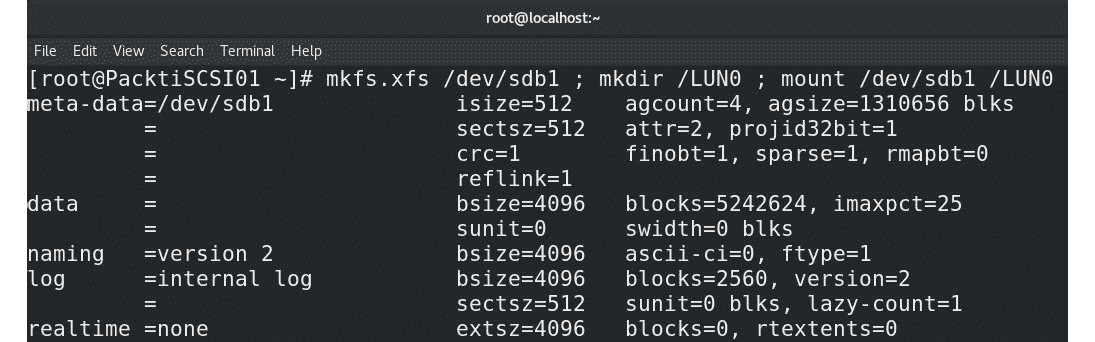 root@localhost:~
File Edit View Search Terminal Help
[root@PacktiSCSI01 ~]# mkfs.xfs /dev/sdb1 ; mkdir /LUN0 ; mount /dev/sdb1 /LUN0
meta-data=/dev/sdb1              isize=512    agcount=4, agsize=1310656 blks
         =                       sectsz=512   attr=2, projid32bit=1
         =                       crc=1        finobt=1, sparse=1, rmapbt=0
         =                       reflink=1
data     =                       bsize=4096   blocks=5242624, imaxpct=25
         =                       sunit=0      swidth=0 blks
naming   =version 2              bsize=4096   ascii-ci=0, ftype=1
log      =internal log           bsize=4096   blocks=2560, version=2
         =                       sectsz=512   sunit=0 blks, lazy-count=1
realtime =none                   extsz=4096   blocks=0, rtextents=0